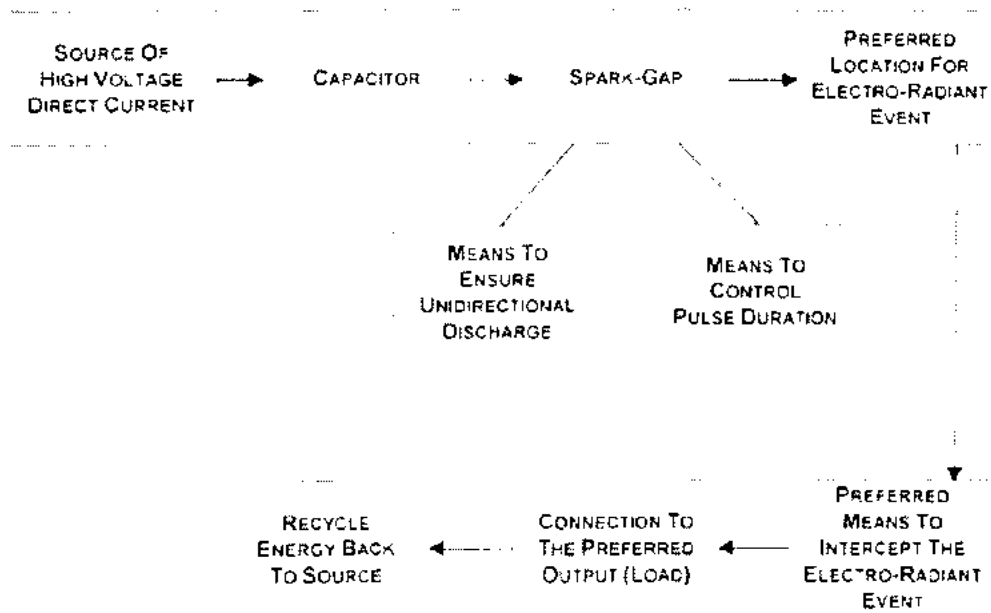 SOURCE OF
HIGH VOLTAGE
DIRECT CURRENT
CAPACITOR
SPARK-GAP
PREFERRED
LOCATION FOR
ELECTRO-RADIANT
EVENT
MEANS TO
ENSURE
UNIDIRECTIONAL
DISCHARGE
MEANS TO
CONTROL
PULSE DURATION
RECYCLE
ENERGY BACK
TO SOURCE
CONNECTION TO
THE PREFERRED
OUTPUT (LOAD)
PREFERRED
MEANS TO
INTERCEPT THE
ELECTRO-RADIANT
EVENT